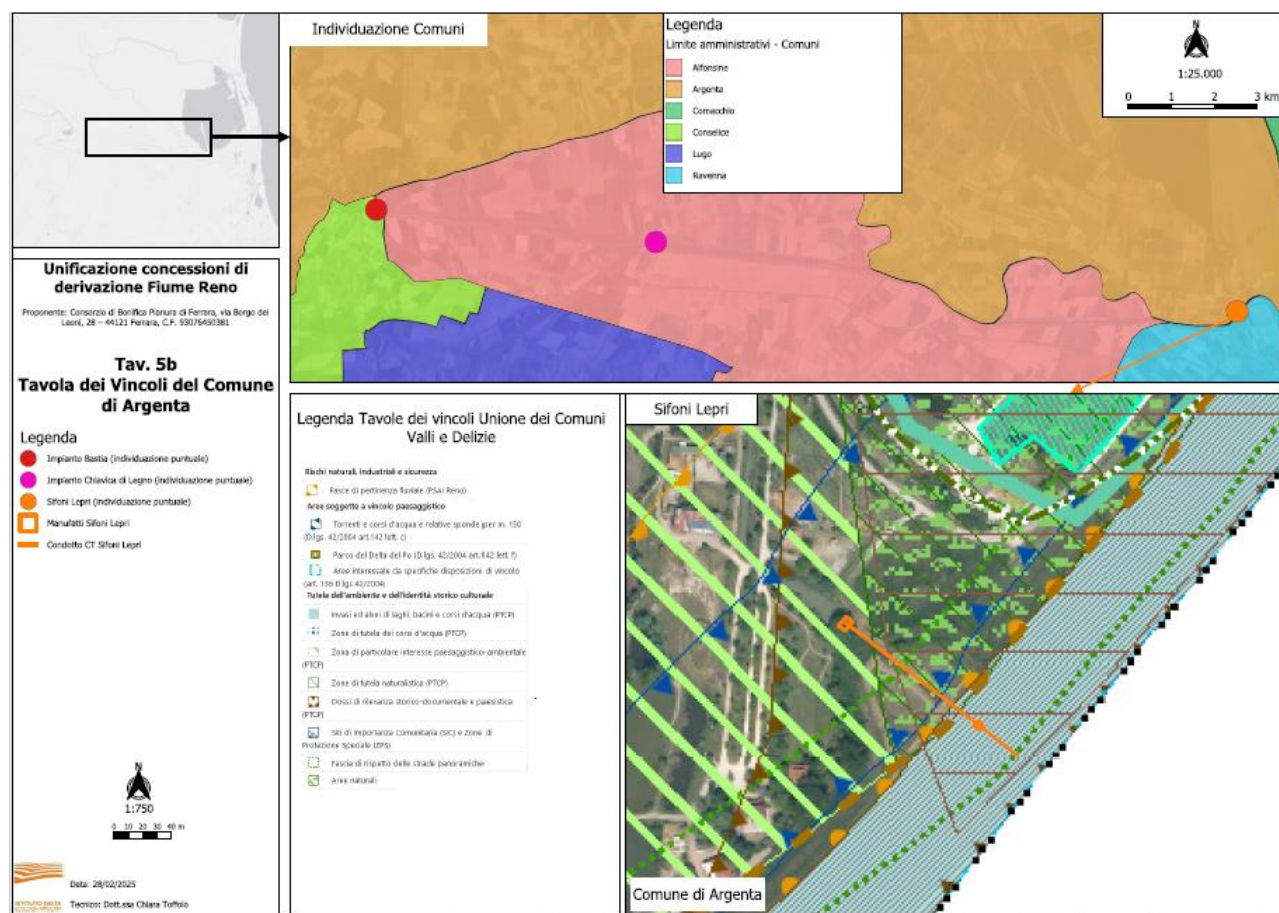 Individuazione Comuni
Legenda
Limite amministrativi - Comuni
Alfonsine
Argenta
Comacchio
Conselice
Lugo
Ravenna
N
1:25.000
0 1 2 3 km
Unificazione concessioni di
derivazione Fiume Reno
Proponente: Consorzio di Bonifica Pianura di Ferrara, via Borgo dei
Leoni, 28 – 44121 Ferrara, C.F. 93076450381
Tav. 5b
Tavola dei Vincoli del Comune
di Argenta
Legenda
Impianto Bastia (individuazione puntuale)
Impianto Chiavica di Legno (individuazione puntuale)
Sifoni Lepri (individuazione puntuale)
Manufatti Sifoni Lepri
Condotto CT Sifoni Lepri
N
1:750
0 10 20 30 40 m
Data: 28/02/2025
Tecnico: Dott.ssa Chiara Toffolo
ISTITUTO DELTA
Legenda Tavole dei vincoli Unione dei Comuni
Valli e Delizie
Rischi naturali, industriali e sicurezza
Fasce di pertinenza fluviale (PSAI Reno)
Aree soggette a vincolo paesaggistico
Torrenti e corsi d'acqua e relative sponde per m. 150
(D.lgs. 42/2004 art.142 lett. c)
Parco del Delta del Po (D.lgs. 42/2004 art.142 lett f)
Aree interessate da specifiche disposizioni di vincolo
(art. 136 D.lgs 42/2004)
Tutela dell'ambiente e dell'identità storico culturale
Invasi ed alvei di laghi, bacini e corsi d'acqua (PTCP)
Zone di tutela dei corsi d'acqua (PTCP)
Zona di particolare interesse paesaggistico-ambientale
(PTCP)
Zone di tutela naturalistica (PTCP)
Dossi di rilevanza storico-documentale e paesistica
(PTCP)
Siti di Importanza Comunitaria (SIC) e Zone di
Protezione Speciale (ZPS)
Fascia di rispetto delle strade panoramiche
Aree naturali
Sifoni Lepri
Comune di Argenta